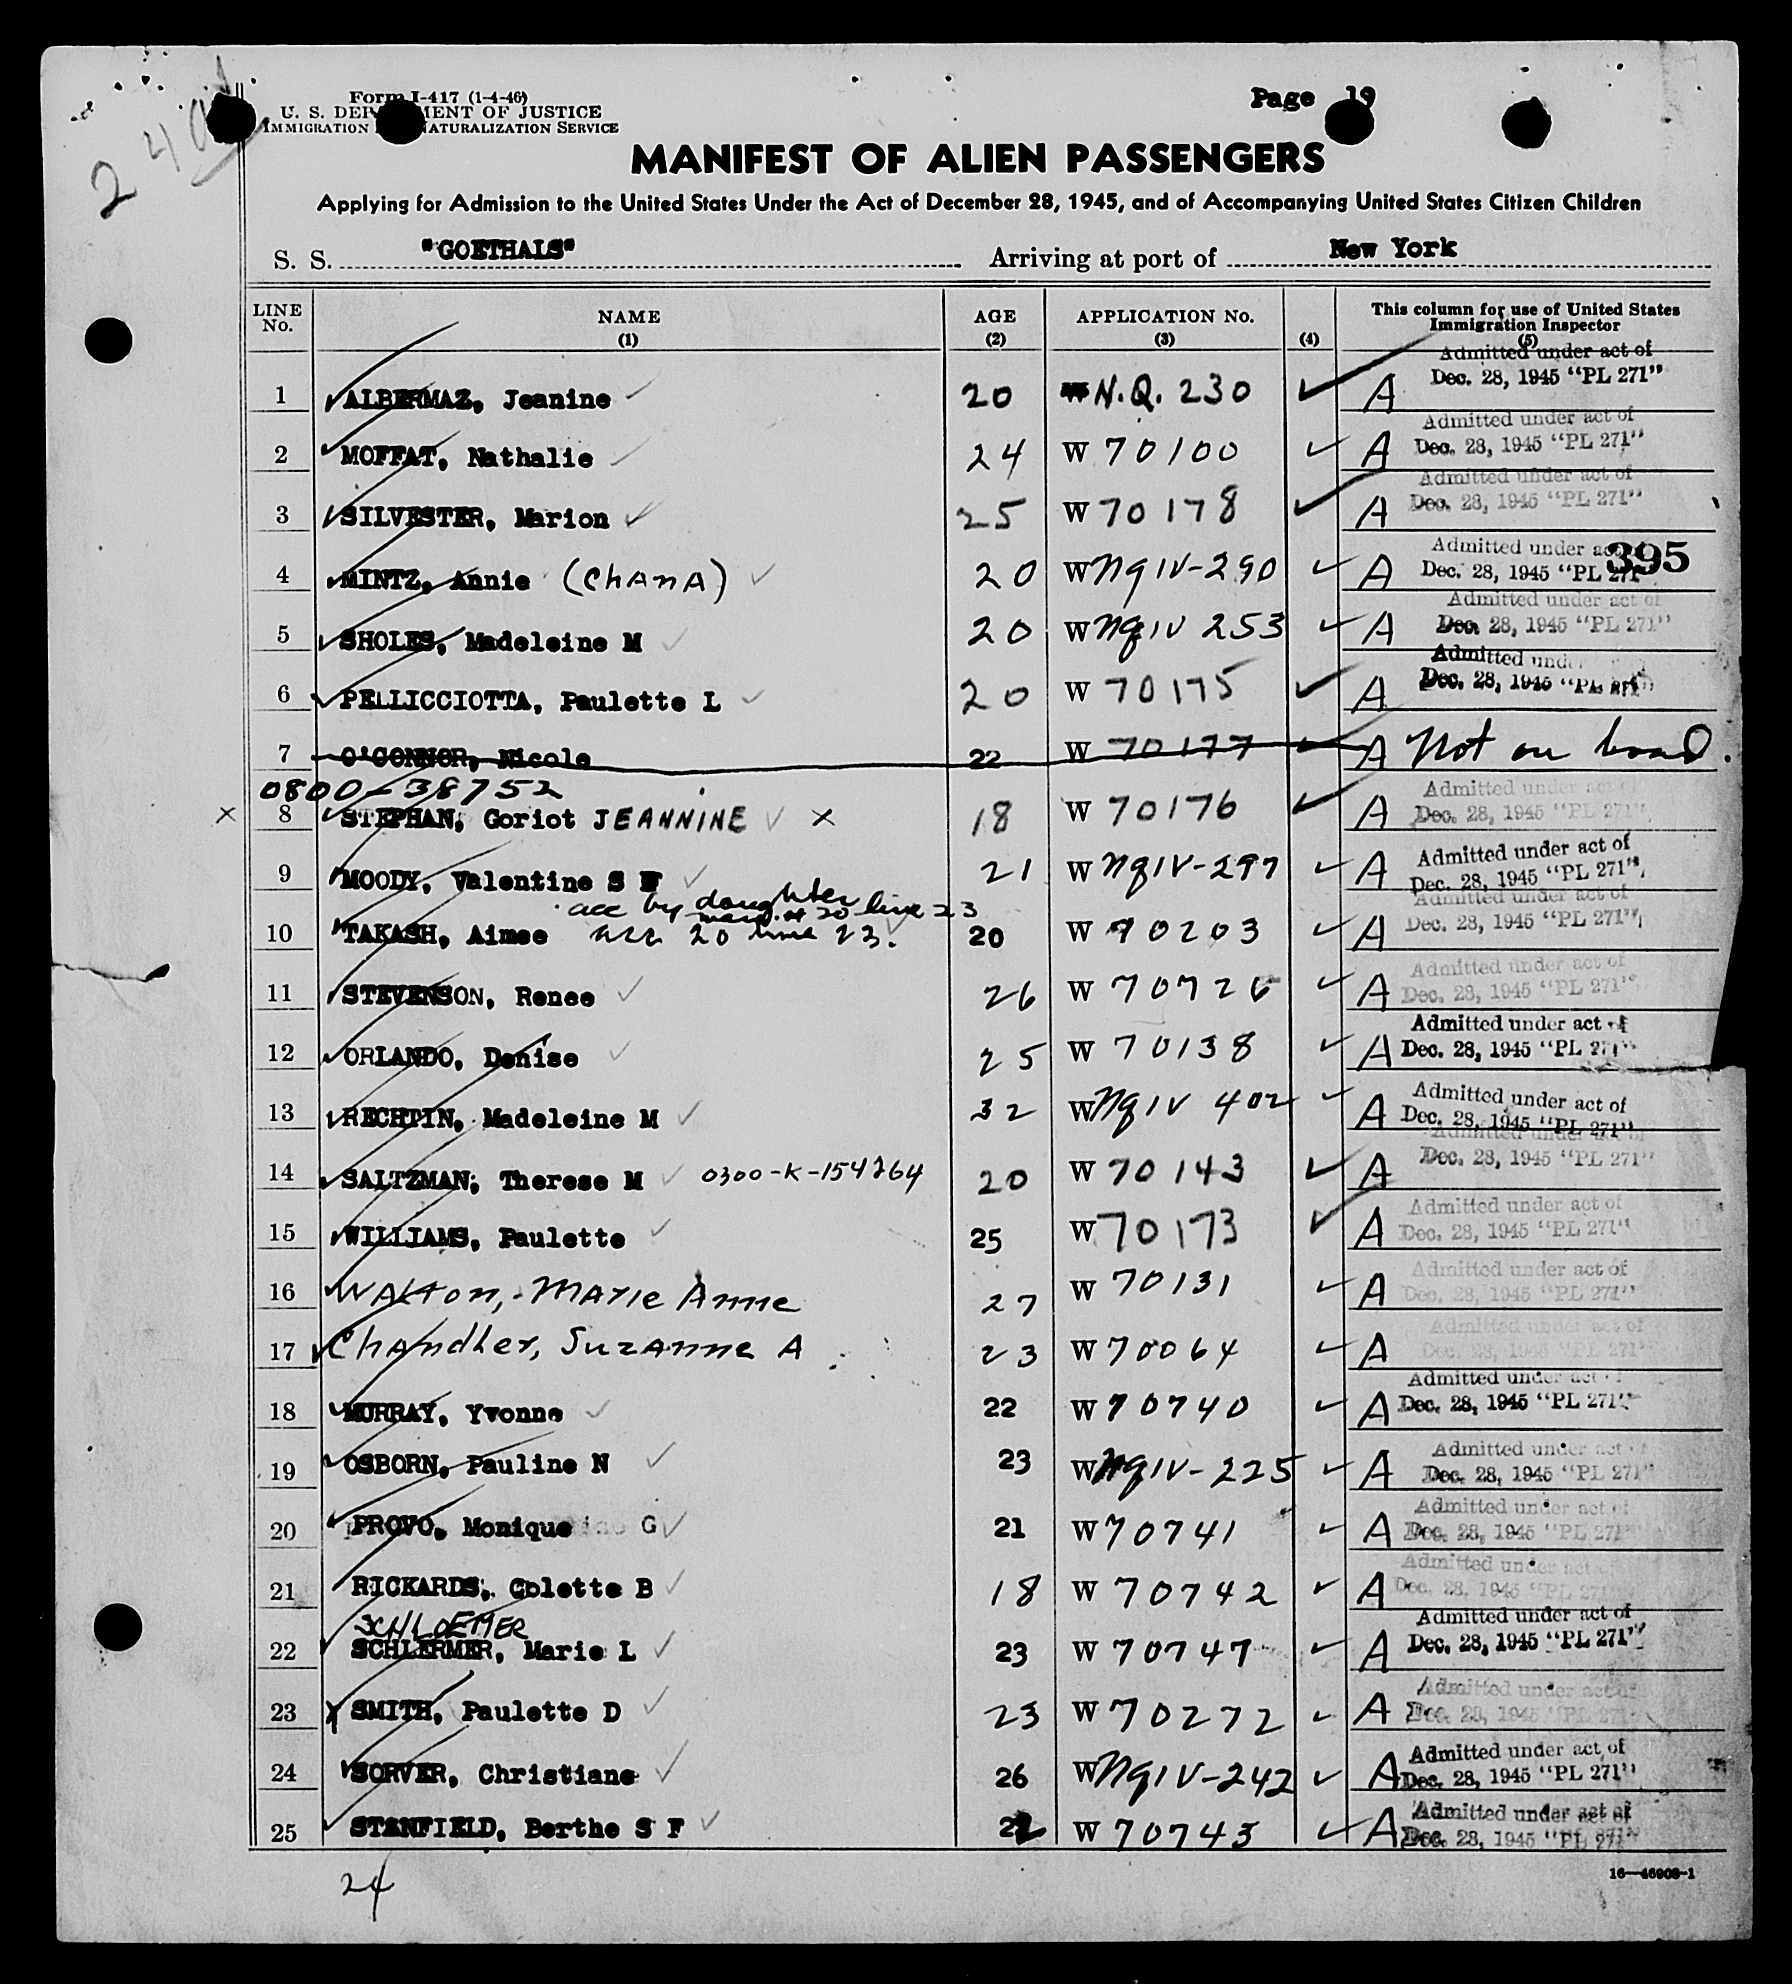 240
Form I-417 (1-4-46)
Page 19
U. S. DEPARTMENT OF JUSTICE
IMMIGRATION AND NATURALIZATION SERVICE
MANIFEST OF ALIEN PASSENGERS
Applying for Admission to the United States Under the Act of December 28, 1945, and of Accompanying United States Citizen Children
S. S. "GOETHALS" Arriving at port of New York
LINE No. NAME (1) AGE (2) APPLICATION No. (3) (4) This column for use of United States Immigration Inspector (5)
1 ALBERMAZ, Jeanine 20 N.Q. 230 A Admitted under act of Dec. 28, 1945 "PL 271"
2 MOFFAT, Nathalie 24 W 70100 A Admitted under act of Dec. 28, 1945 "PL 271"
3 SILVESTER, Marion 25 W 70178 A Admitted under act of Dec. 28, 1945 "PL 271"
395
4 MINTZ, Annie (ChANA) 20 W nqIV-290 A Admitted under act of Dec. 28, 1945 "PL 271"
5 SHOLES, Madeleine M 20 W nqIV 253 A Admitted under act of Dec. 28, 1945 "PL 271"
6 PELLICCIOTTA, Paulette L 20 W 70175 A Admitted under Dec. 28, 1945 "PL 271"
7 O'CONNOR, Nicole 22 W 70177 A Not on board.
0800-38752
x 8 STEPHAN, Goriot JEANNINE x 18 W 70176 A Admitted under act of Dec. 28, 1945 "PL 271"
9 MOODY, Valentine S F 21 W nqIV-297 A Admitted under act of Dec. 28, 1945 "PL 271"
acc by daughter
20 line 23
10 TAKASH, Aimee 20 line 23. 20 W 70203 A Admitted under act of Dec. 28, 1945 "PL 271"
11 STEVENSON, Renee 26 W 70726 A Admitted under act of Dec. 28, 1945 "PL 271"
12 ORLANDO, Denise 25 W 70138 A Admitted under act of Dec. 28, 1945 "PL 271"
13 RECHTIN, Madeleine M 32 W nqIV 402 A Admitted under act of Dec. 28, 1945 "PL 271"
14 SALTZMAN, Therese M 0300-K-154264 20 W 70143 A Admitted under act of Dec. 28, 1945 "PL 271"
15 WILLIAMS, Paulette 25 W 70173 A Admitted under act of Dec. 28, 1945 "PL 271"
16 Walton, Marie Anne 27 W 70131 A Admitted under act of Dec. 28, 1945 "PL 271"
17 Chandler, Suzanne A 23 W 70064 A Admitted under act of Dec. 28, 1945 "PL 271"
18 MURRAY, Yvonne 22 W 70740 A Admitted under act of Dec. 28, 1945 "PL 271"
19 OSBORN, Pauline N 23 W nqIV-225 A Admitted under act of Dec. 28, 1945 "PL 271"
20 PROVO, Monique G 21 W 70741 A Admitted under act of Dec. 28, 1945 "PL 271"
21 RICKARDS, Colette B 18 W 70742 A Admitted under act of Dec. 28, 1945 "PL 271"
SCHLOEMER
22 SCHLERMER, Marie L 23 W 70747 A Admitted under act of Dec. 28, 1945 "PL 271"
23 SMITH, Paulette D 23 W 70272 A Admitted under act of Dec. 28, 1945 "PL 271"
24 SORVER, Christiane 26 W nqIV-242 A Admitted under act of Dec. 28, 1945 "PL 271"
25 STANFIELD, Berthe S F 22 W 70743 A Admitted under act of Dec. 28, 1945 "PL 271"
24
16—46908-1